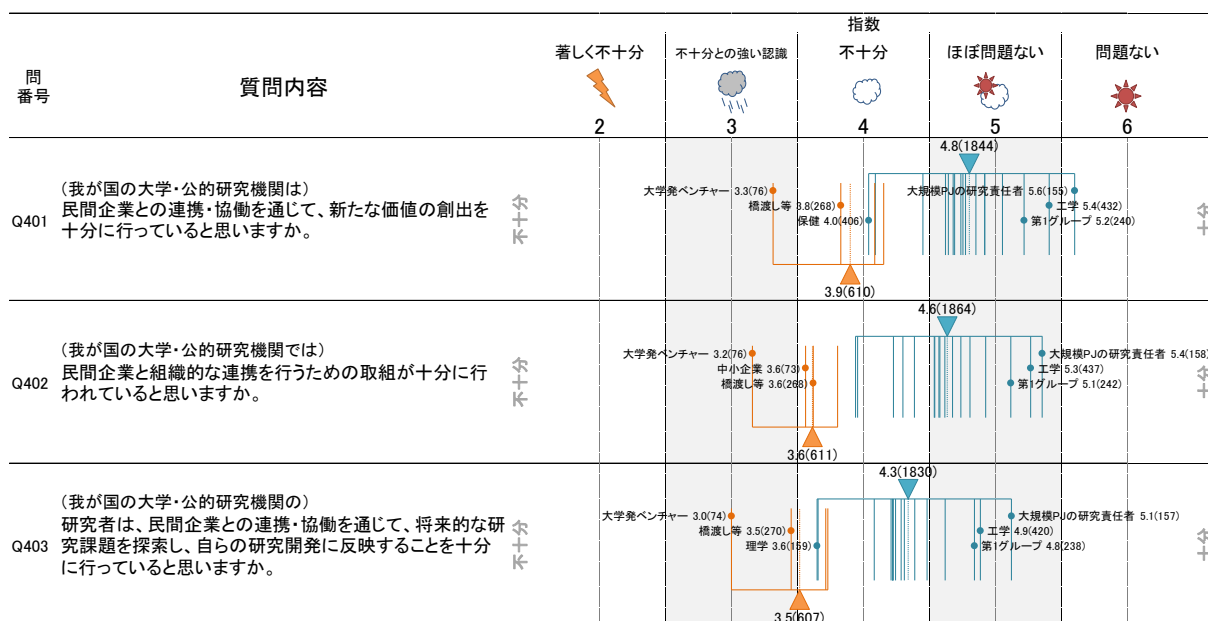 指数
問
番号
質問内容
著しく不十分
不十分との強い認識
不十分
ほぼ問題ない
問題ない
2
3
4
5
6
Q401
(我が国の大学・公的研究機関は)
民間企業との連携・協働を通じて、新たな価値の創出を
十分に行っていると思いますか。
不十分
4.8(1844)
大学発ベンチャー 3.3(76)
橋渡し等 3.8(268)
保健 4.0(406)
大規模PJの研究責任者 5.6(155)
工学 5.4(432)
第1グループ 5.2(240)
3.9(610)
十分
Q402
(我が国の大学・公的研究機関では)
民間企業と組織的な連携を行うための取組が十分に行
われていると思いますか。
不十分
4.6(1864)
大学発ベンチャー 3.2(76)
中小企業 3.6(73)
橋渡し等 3.6(268)
大規模PJの研究責任者 5.4(158)
工学 5.3(437)
第1グループ 5.1(242)
3.6(611)
十分
Q403
(我が国の大学・公的研究機関の)
研究者は、民間企業との連携・協働を通じて、将来的な研
究課題を探索し、自らの研究開発に反映することを十分
に行っていると思いますか。
不十分
4.3(1830)
大学発ベンチャー 3.0(74)
橋渡し等 3.5(270)
理学 3.6(159)
大規模PJの研究責任者 5.1(157)
工学 4.9(420)
第1グループ 4.8(238)
3.5(607)
十分